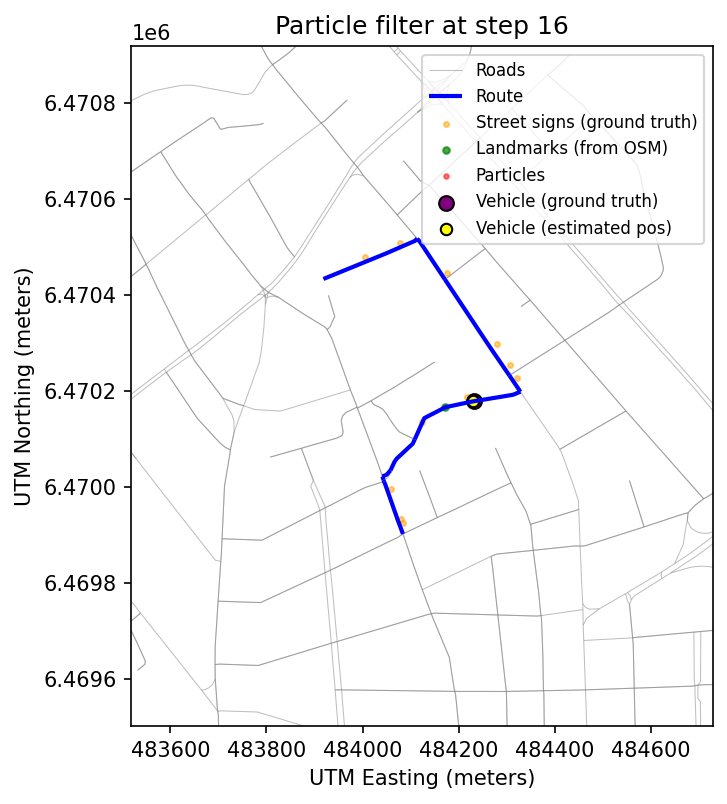 Particle filter at step 16
1e6
Roads
Route
Street signs (ground truth)
Landmarks (from OSM)
Particles
Vehicle (ground truth)
Vehicle (estimated pos)
6.4708
6.4706
6.4704
6.4702
6.4700
6.4698
6.4696
UTM Northing (meters)
483600 483800 484000 484200 484400 484600
UTM Easting (meters)